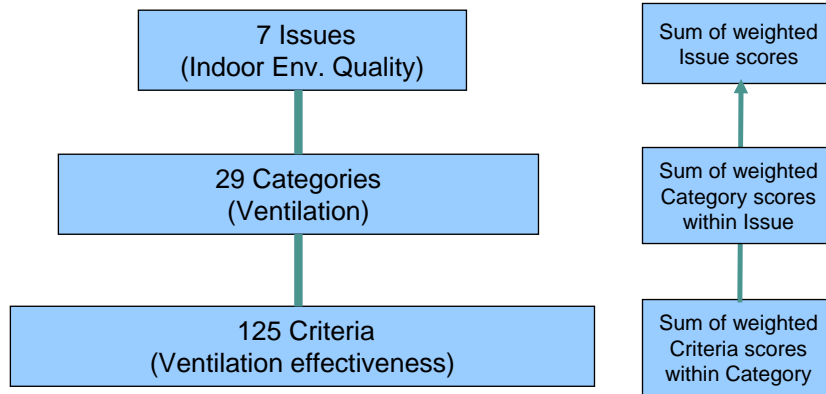 7 Issues
(Indoor Env. Quality)
Sum of weighted
Issue scores
29 Categories
(Ventilation)
Sum of weighted
Category scores
within Issue
125 Criteria
(Ventilation effectiveness)
Sum of weighted
Criteria scores
within Category